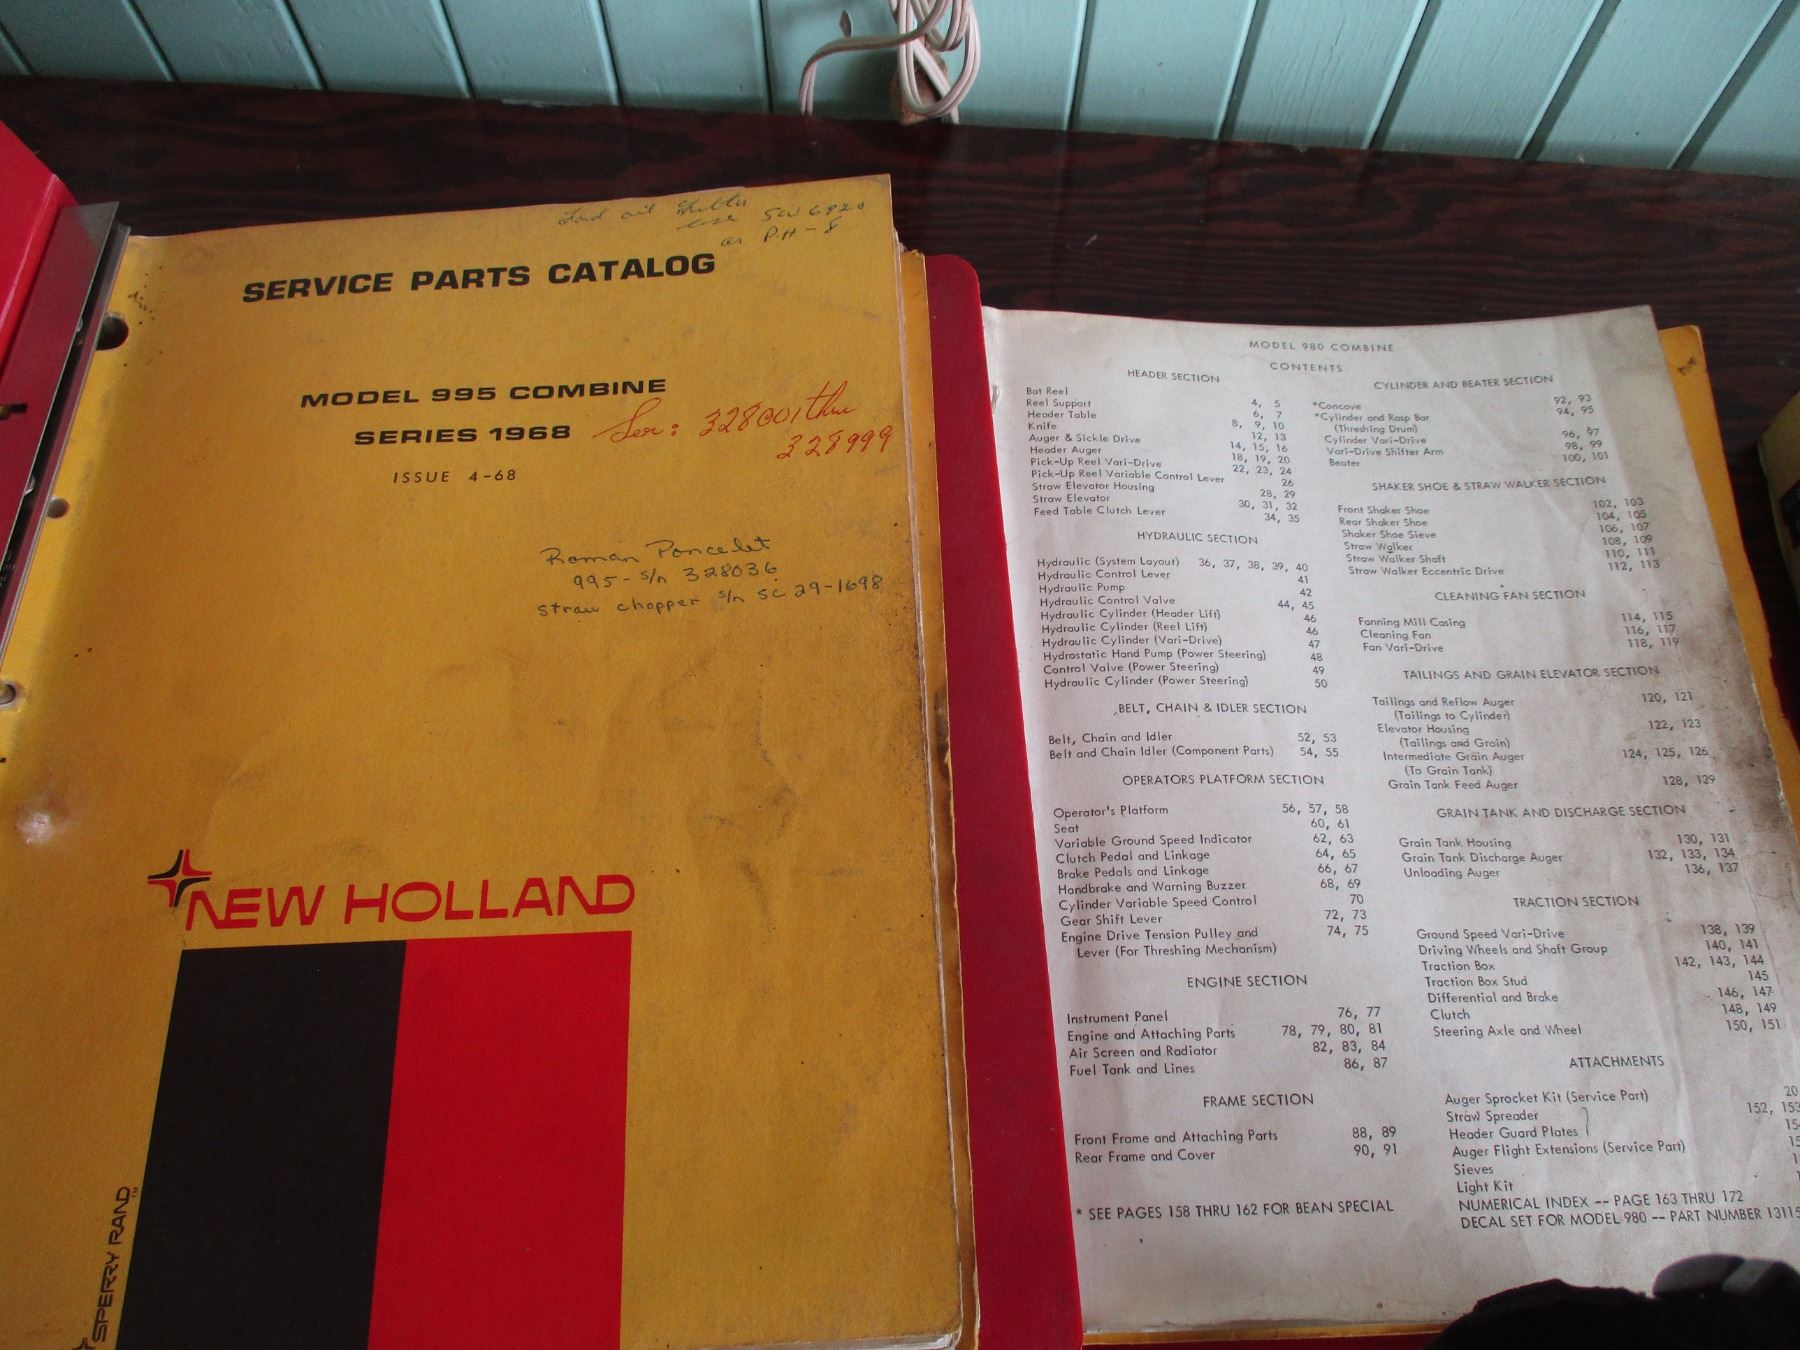 use SW 6820
or PH-8
SERVICE PARTS CATALOG
MODEL 995 COMBINE
SERIES 1968
Ser: 328001 thru
328999
ISSUE 4-68
Roman Poncelet
995- s/n 328036
straw chopper s/n SC 29-1698
NEW HOLLAND
SPERRY RAND™
MODEL 980 COMBINE
CONTENTS
HEADER SECTION
Bat Reel 4, 5
Reel Support 6, 7
Header Table 8, 9, 10
Knife 12, 13
Auger & Sickle Drive 14, 15, 16
Header Auger 18, 19, 20
Pick-Up Reel Vari-Drive 22, 23, 24
Pick-Up Reel Variable Control Lever 26
Straw Elevator Housing 28, 29
Straw Elevator 30, 31, 32
Feed Table Clutch Lever 34, 35
HYDRAULIC SECTION
Hydraulic (System Layout) 36, 37, 38, 39, 40
Hydraulic Control Lever 41
Hydraulic Pump 42
Hydraulic Control Valve 44, 45
Hydraulic Cylinder (Header Lift) 46
Hydraulic Cylinder (Reel Lift) 46
Hydraulic Cylinder (Vari-Drive) 47
Hydrostatic Hand Pump (Power Steering) 48
Control Valve (Power Steering) 49
Hydraulic Cylinder (Power Steering) 50
BELT, CHAIN & IDLER SECTION
Belt, Chain and Idler 52, 53
Belt and Chain Idler (Component Parts) 54, 55
OPERATORS PLATFORM SECTION
Operator's Platform 56, 57, 58
Seat 60, 61
Variable Ground Speed Indicator 62, 63
Clutch Pedal and Linkage 64, 65
Brake Pedals and Linkage 66, 67
Handbrake and Warning Buzzer 68, 69
Cylinder Variable Speed Control 70
Gear Shift Lever 72, 73
Engine Drive Tension Pulley and 74, 75
Lever (For Threshing Mechanism)
ENGINE SECTION
Instrument Panel 76, 77
Engine and Attaching Parts 78, 79, 80, 81
Air Screen and Radiator 82, 83, 84
Fuel Tank and Lines 86, 87
FRAME SECTION
Front Frame and Attaching Parts 88, 89
Rear Frame and Cover 90, 91
* SEE PAGES 158 THRU 162 FOR BEAN SPECIAL
CYLINDER AND BEATER SECTION
*Concave 92, 93
*Cylinder and Rasp Bar 94, 95
(Threshing Drum)
Cylinder Vari-Drive 96, 97
Vari-Drive Shifter Arm 98, 99
Beater 100, 101
SHAKER SHOE & STRAW WALKER SECTION
Front Shaker Shoe 102, 103
Rear Shaker Shoe 104, 105
Shaker Shoe Sieve 106, 107
Straw Walker 108, 109
Straw Walker Shaft 110, 111
Straw Walker Eccentric Drive 112, 113
CLEANING FAN SECTION
Fanning Mill Casing 114, 115
Cleaning Fan 116, 117
Fan Vari-Drive 118, 119
TAILINGS AND GRAIN ELEVATOR SECTION
Tailings and Reflow Auger 120, 121
(Tailings to Cylinder)
Elevator Housing 122, 123
(Tailings and Grain)
Intermediate Grain Auger 124, 125, 126
(To Grain Tank)
Grain Tank Feed Auger 128, 129
GRAIN TANK AND DISCHARGE SECTION
Grain Tank Housing 130, 131
Grain Tank Discharge Auger 132, 133, 134
Unloading Auger 136, 137
TRACTION SECTION
Ground Speed Vari-Drive 138, 139
Driving Wheels and Shaft Group 140, 141
Traction Box 142, 143, 144
Traction Box Stud 145
Differential and Brake 146, 147
Clutch 148, 149
Steering Axle and Wheel 150, 151
ATTACHMENTS
Auger Sprocket Kit (Service Part) 20
Straw Spreader 152, 153
Header Guard Plates
Auger Flight Extensions (Service Part)
Sieves
Light Kit
NUMERICAL INDEX -- PAGE 163 THRU 172
DECAL SET FOR MODEL 980 -- PART NUMBER 13115